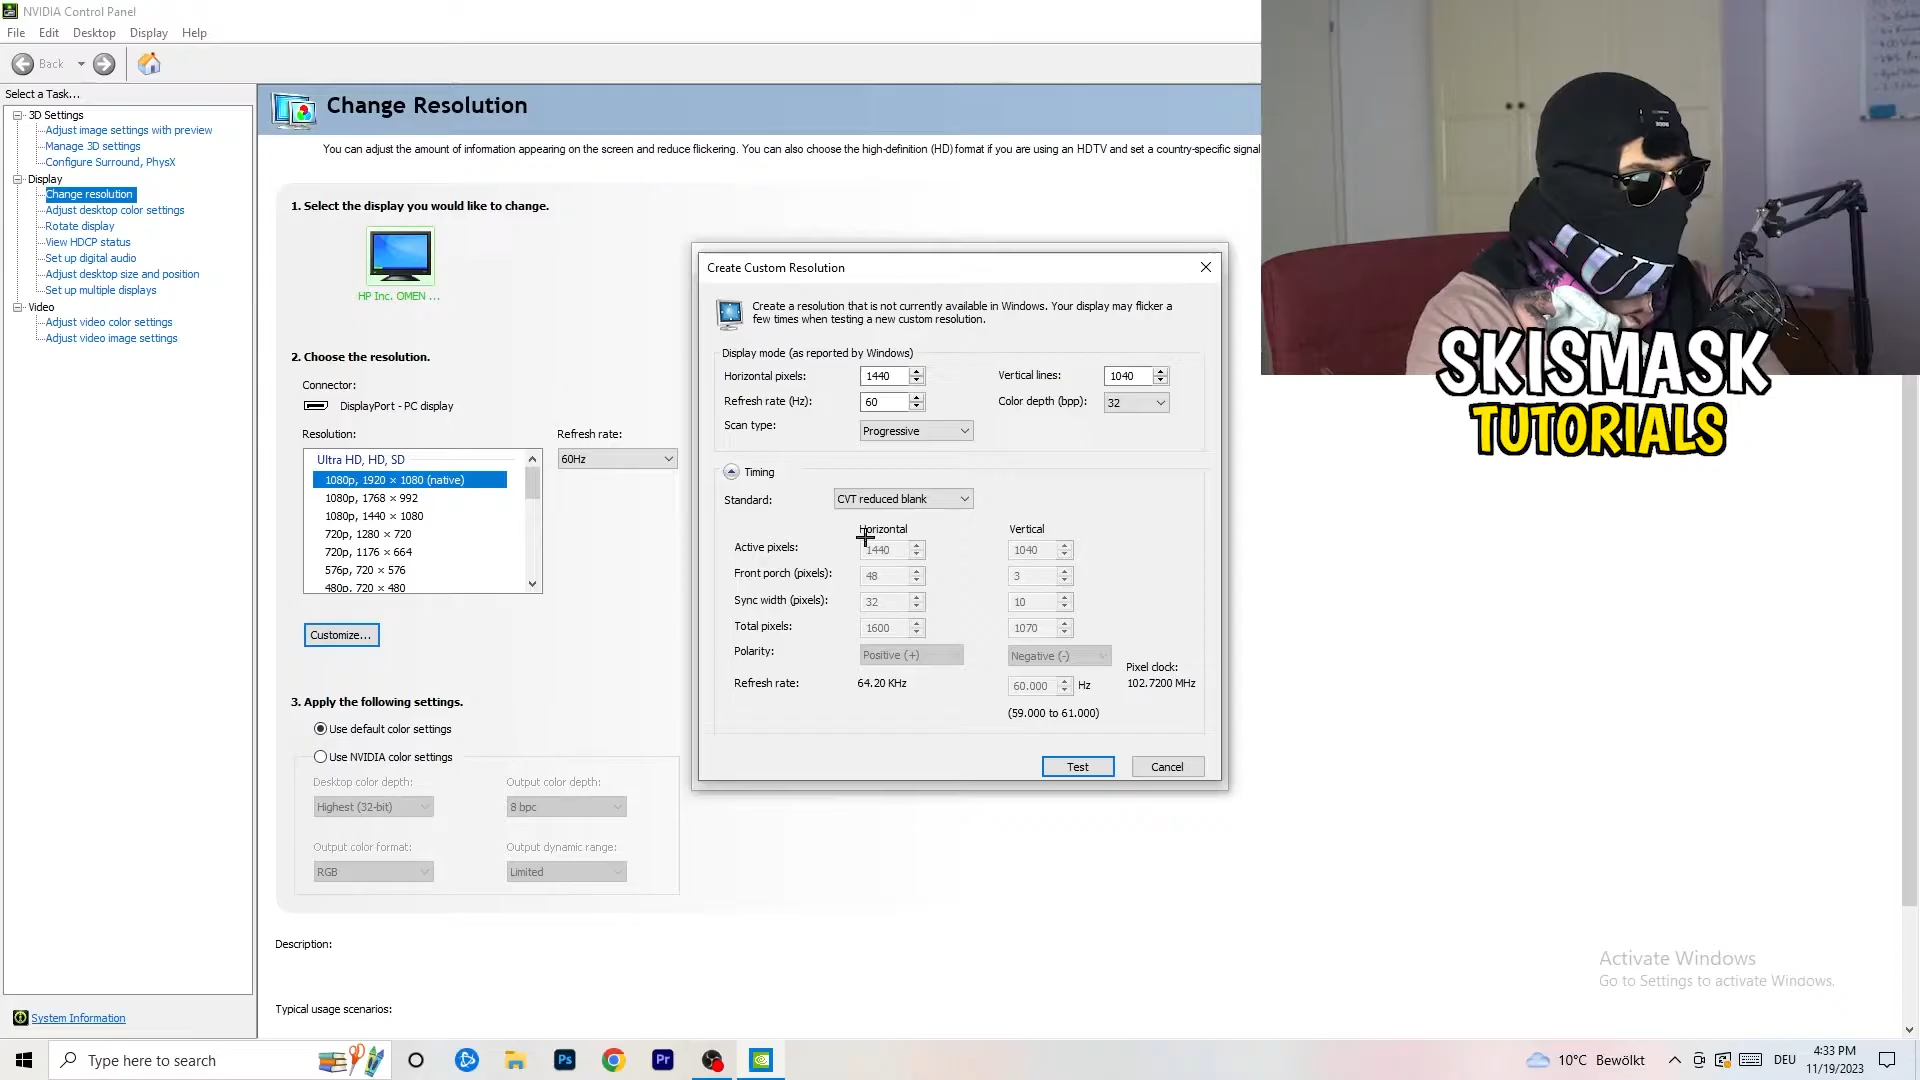 NVIDIA Control Panel
File Edit Desktop Display Help
Back
Select a Task...
3D Settings
Adjust image settings with preview
Manage 3D settings
Configure Surround, PhysX
Display
Change resolution
Adjust desktop color settings
Rotate display
View HDCP status
Set up digital audio
Adjust desktop size and position
Set up multiple displays
Video
Adjust video color settings
Adjust video image settings
System Information
Change Resolution
You can adjust the amount of information appearing on the screen and reduce flickering. You can also choose the high-definition (HD) format if you are using an HDTV and set a country-specific signal
1. Select the display you would like to change.
HP Inc. OMEN ...
2. Choose the resolution.
Connector:
DisplayPort - PC display
Resolution:
Refresh rate:
Ultra HD, HD, SD
60Hz
1080p, 1920 × 1080 (native)
1080p, 1768 × 992
1080p, 1440 × 1080
720p, 1280 × 720
720p, 1176 × 664
576p, 720 × 576
480p, 720 × 480
Customize...
3. Apply the following settings.
Use default color settings
Use NVIDIA color settings
Desktop color depth: Output color depth:
Highest (32-bit) 8 bpc
Output color format: Output dynamic range:
RGB Limited
Description:
Typical usage scenarios:
Create Custom Resolution
Create a resolution that is not currently available in Windows. Your display may flicker a
few times when testing a new custom resolution.
Display mode (as reported by Windows)
Horizontal pixels: 1440 Vertical lines: 1040
Refresh rate (Hz): 60 Color depth (bpp): 32
Scan type: Progressive
Timing
Standard: CVT reduced blank
Horizontal Vertical
Active pixels: 1440 1040
Front porch (pixels): 48 3
Sync width (pixels): 32 10
Total pixels: 1600 1070
Polarity: Positive (+) Negative (-)
Pixel clock:
Refresh rate: 64.20 KHz 60.000 Hz 102.7200 MHz
(59.000 to 61.000)
Test Cancel
SKISMASK
TUTORIALS
Activate Windows
Go to Settings to activate Windows.
Type here to search
Ps
Pr
10°C Bewölkt
DEU
4:33 PM
11/19/2023